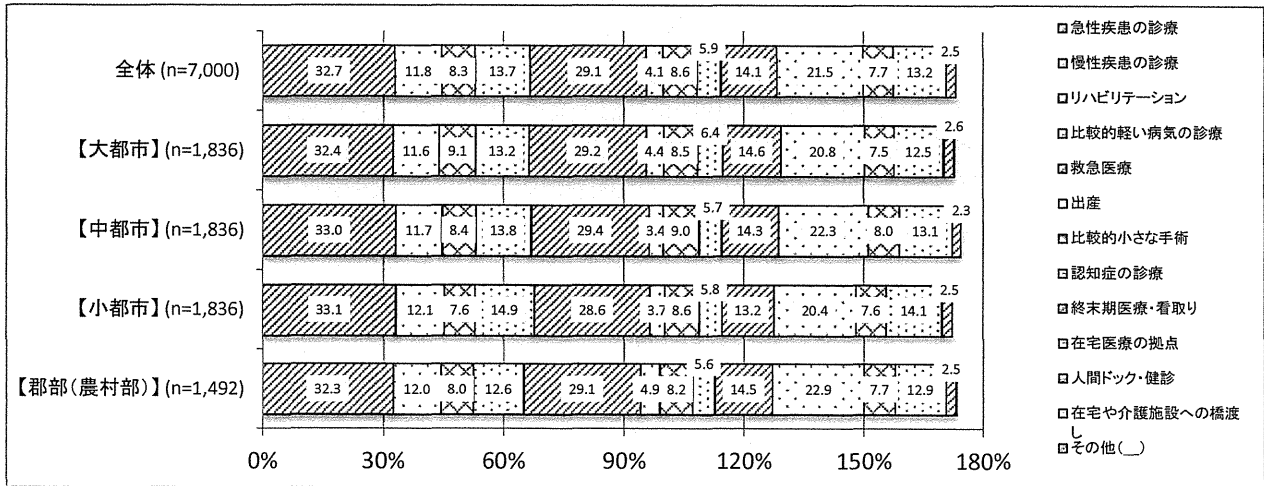 全体 (n=7,000)
32.7 11.8 8.3 13.7 29.1 4.1 8.6 5.9 14.1 21.5 7.7 13.2 2.5
【大都市】 (n=1,836)
32.4 11.6 9.1 13.2 29.2 4.4 8.5 6.4 14.6 20.8 7.5 12.5 2.6
【中都市】 (n=1,836)
33.0 11.7 8.4 13.8 29.4 3.4 9.0 5.7 14.3 22.3 8.0 13.1 2.3
【小都市】 (n=1,836)
33.1 12.1 7.6 14.9 28.6 3.7 8.6 5.8 13.2 20.4 7.6 14.1 2.5
【郡部(農村部)】 (n=1,492)
32.3 12.0 8.0 12.6 29.1 4.9 8.2 5.6 14.5 22.9 7.7 12.9 2.5
0% 30% 60% 90% 120% 150% 180%
急性疾患の診療
慢性疾患の診療
リハビリテーション
比較的軽い病気の診療
救急医療
出産
比較的小さな手術
認知症の診療
終末期医療・看取り
在宅医療の拠点
人間ドック・健診
在宅や介護施設への橋渡
し
その他(__)